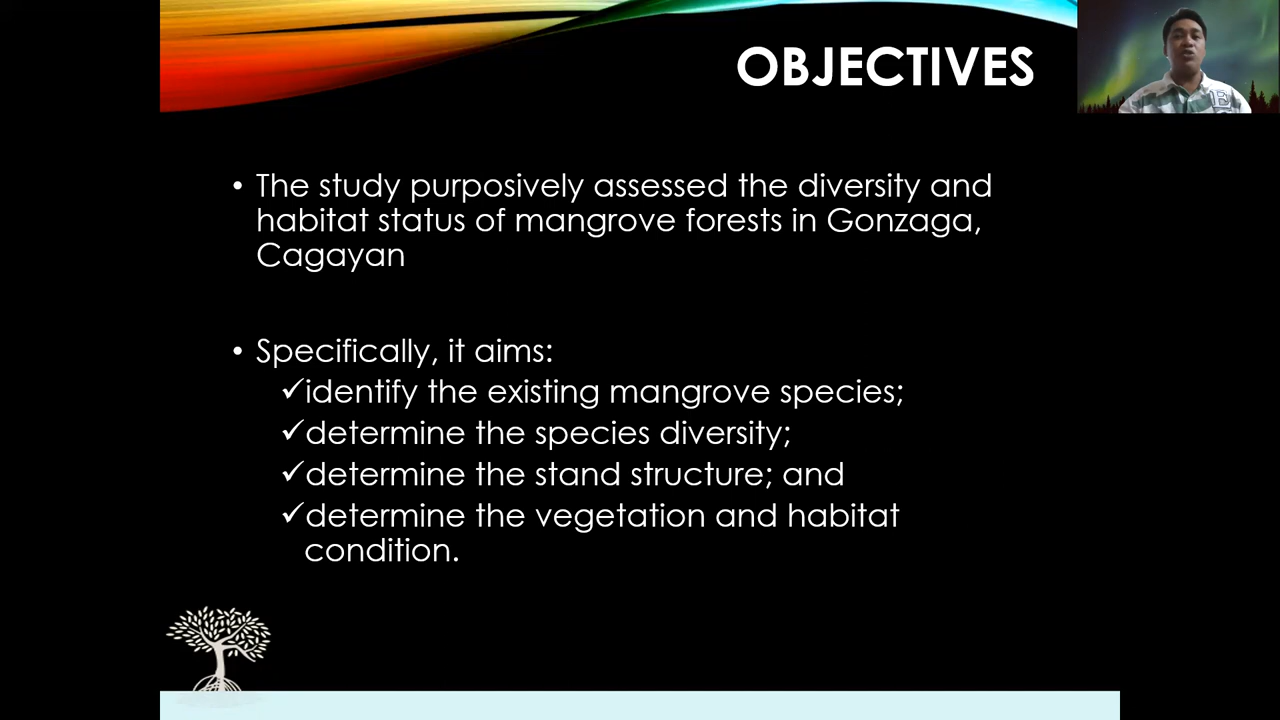 OBJECTIVES
• The study purposively assessed the diversity and
habitat status of mangrove forests in Gonzaga,
Cagayan
• Specifically, it aims:
✓identify the existing mangrove species;
✓determine the species diversity;
✓determine the stand structure; and
✓determine the vegetation and habitat
condition.